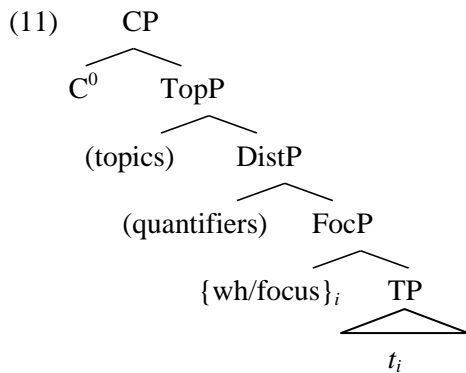 (11) CP
C⁰ TopP
(topics) DistP
(quantifiers) FocP
{wh/focus}ᵢ TP
tᵢ